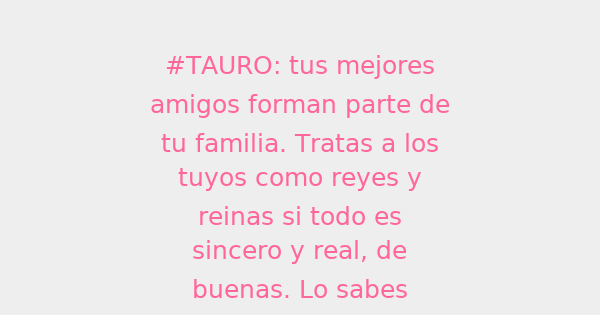 #TAURO: tus mejores
amigos forman parte de
tu familia. Tratas a los
tuyos como reyes y
reinas si todo es
sincero y real, de
buenas. Lo sabes